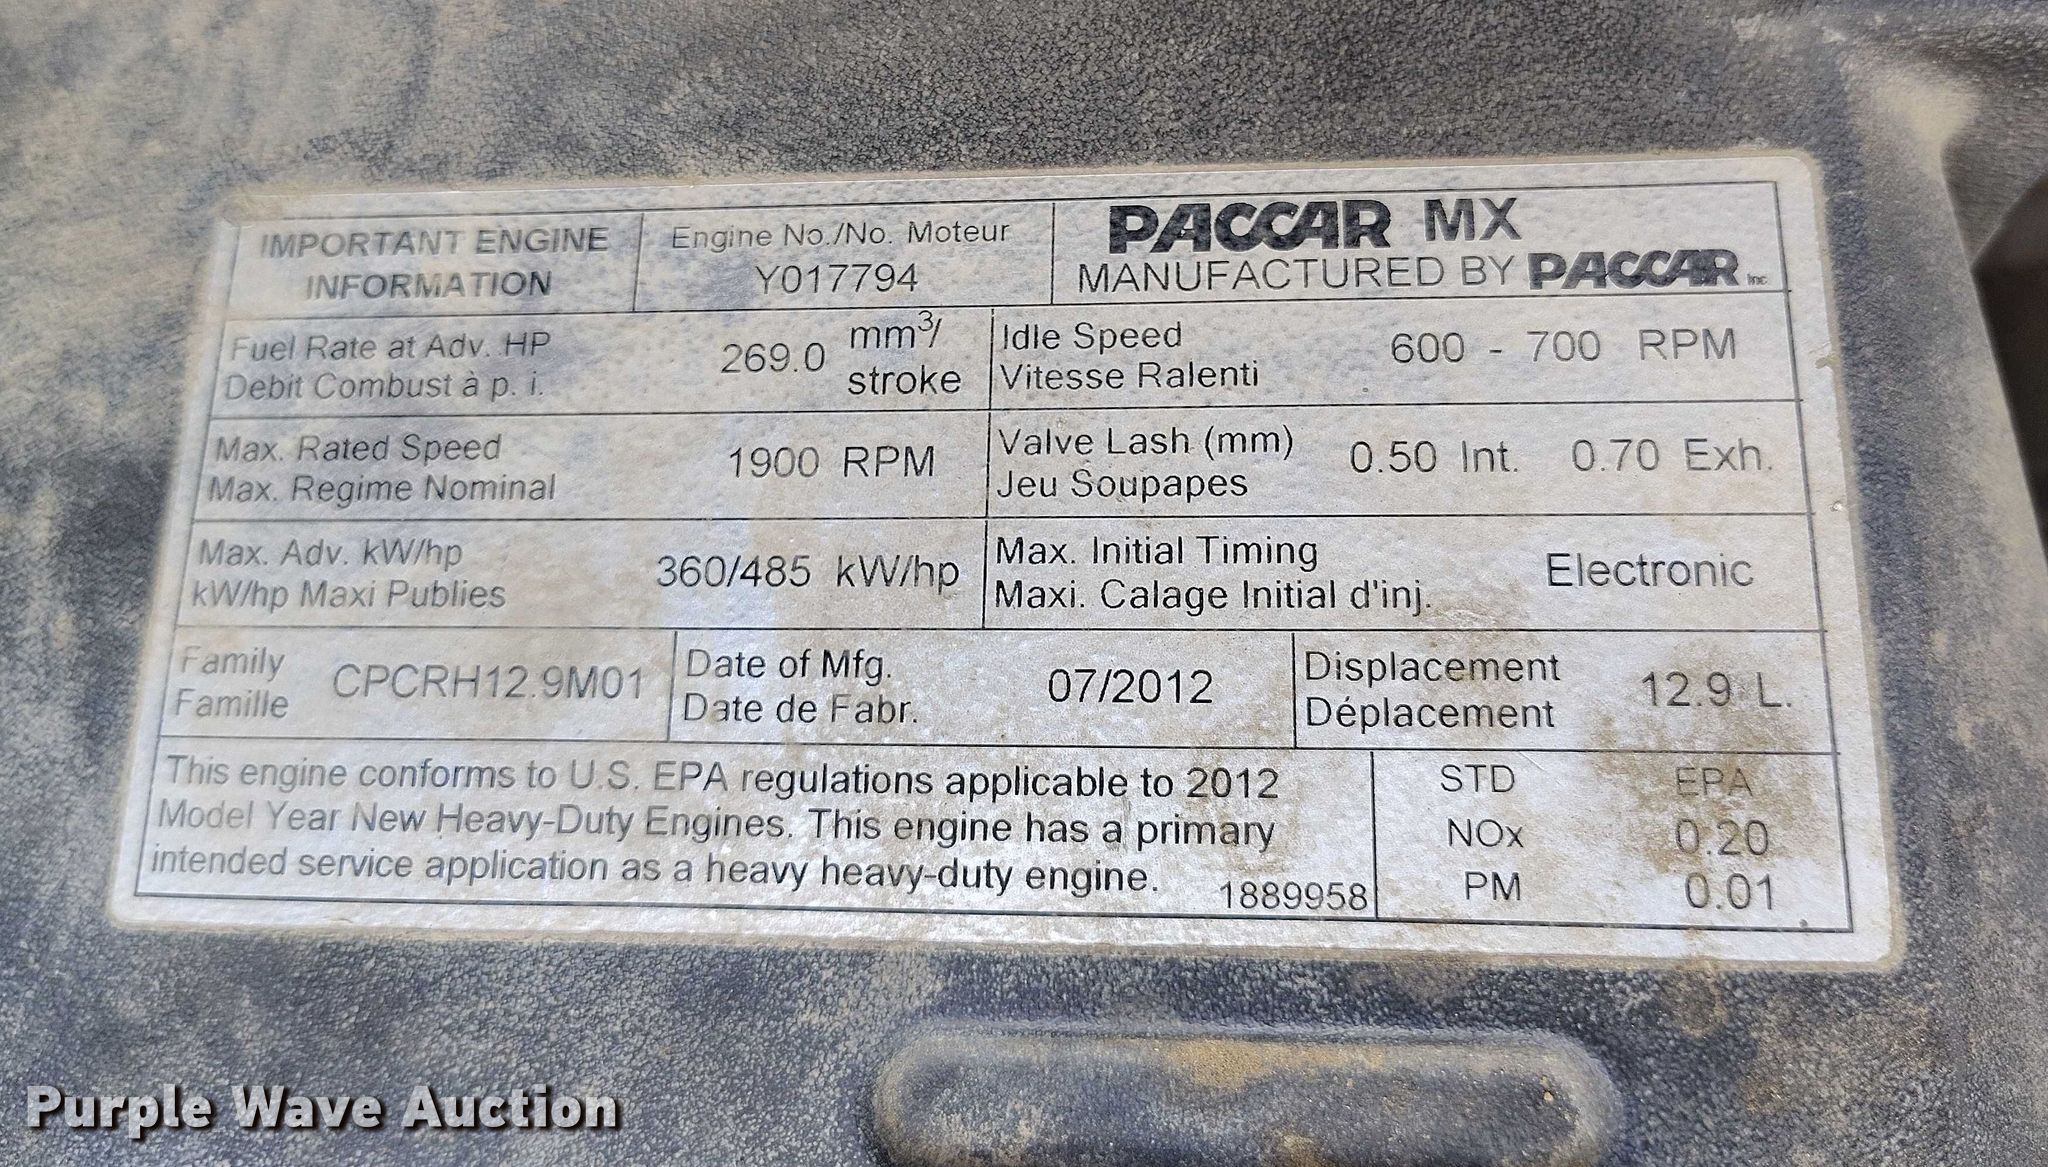 IMPORTANT ENGINE
INFORMATION
Engine No./No. Moteur
Y017794
PACCAR MX
MANUFACTURED BY PACCAR Inc
Fuel Rate at Adv. HP
Debit Combust à p. i.
269.0 mm³/
stroke
Idle Speed
Vitesse Ralenti
600 - 700 RPM
Max. Rated Speed
Max. Regime Nominal
1900 RPM
Valve Lash (mm)
Jeu Soupapes
0.50 Int. 0.70 Exh.
Max. Adv. kW/hp
kW/hp Maxi Publies
360/485 kW/hp
Max. Initial Timing
Maxi. Calage Initial d'inj.
Electronic
Family
Famille
CPCRH12.9M01
Date of Mfg.
Date de Fabr.
07/2012
Displacement
Déplacement
12.9 L.
This engine conforms to U.S. EPA regulations applicable to 2012
Model Year New Heavy-Duty Engines. This engine has a primary
intended service application as a heavy heavy-duty engine.
1889958
STD EPA
NOx 0.20
PM 0.01
Purple Wave Auction